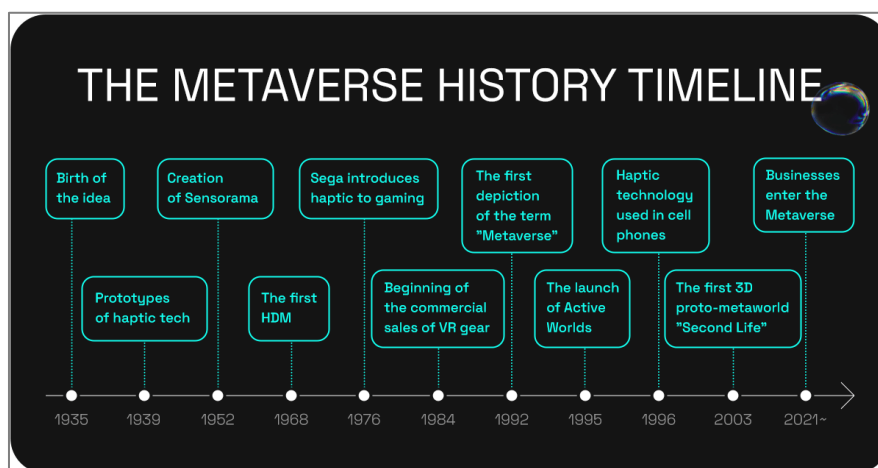 THE METAVERSE HISTORY TIMELINE
Birth of
the idea
Creation
of Sensorama
Sega introduces
haptic to gaming
The first
depiction
of the term
"Metaverse"
Haptic
technology
used in cell
phones
Businesses
enter the
Metaverse
Prototypes
of haptic tech
The first
HDM
Beginning of
the commercial
sales of VR gear
The launch
of Active
Worlds
The first 3D
proto-metaworld
"Second Life"
1935 1939 1952 1968 1976 1984 1992 1995 1996 2003 2021~